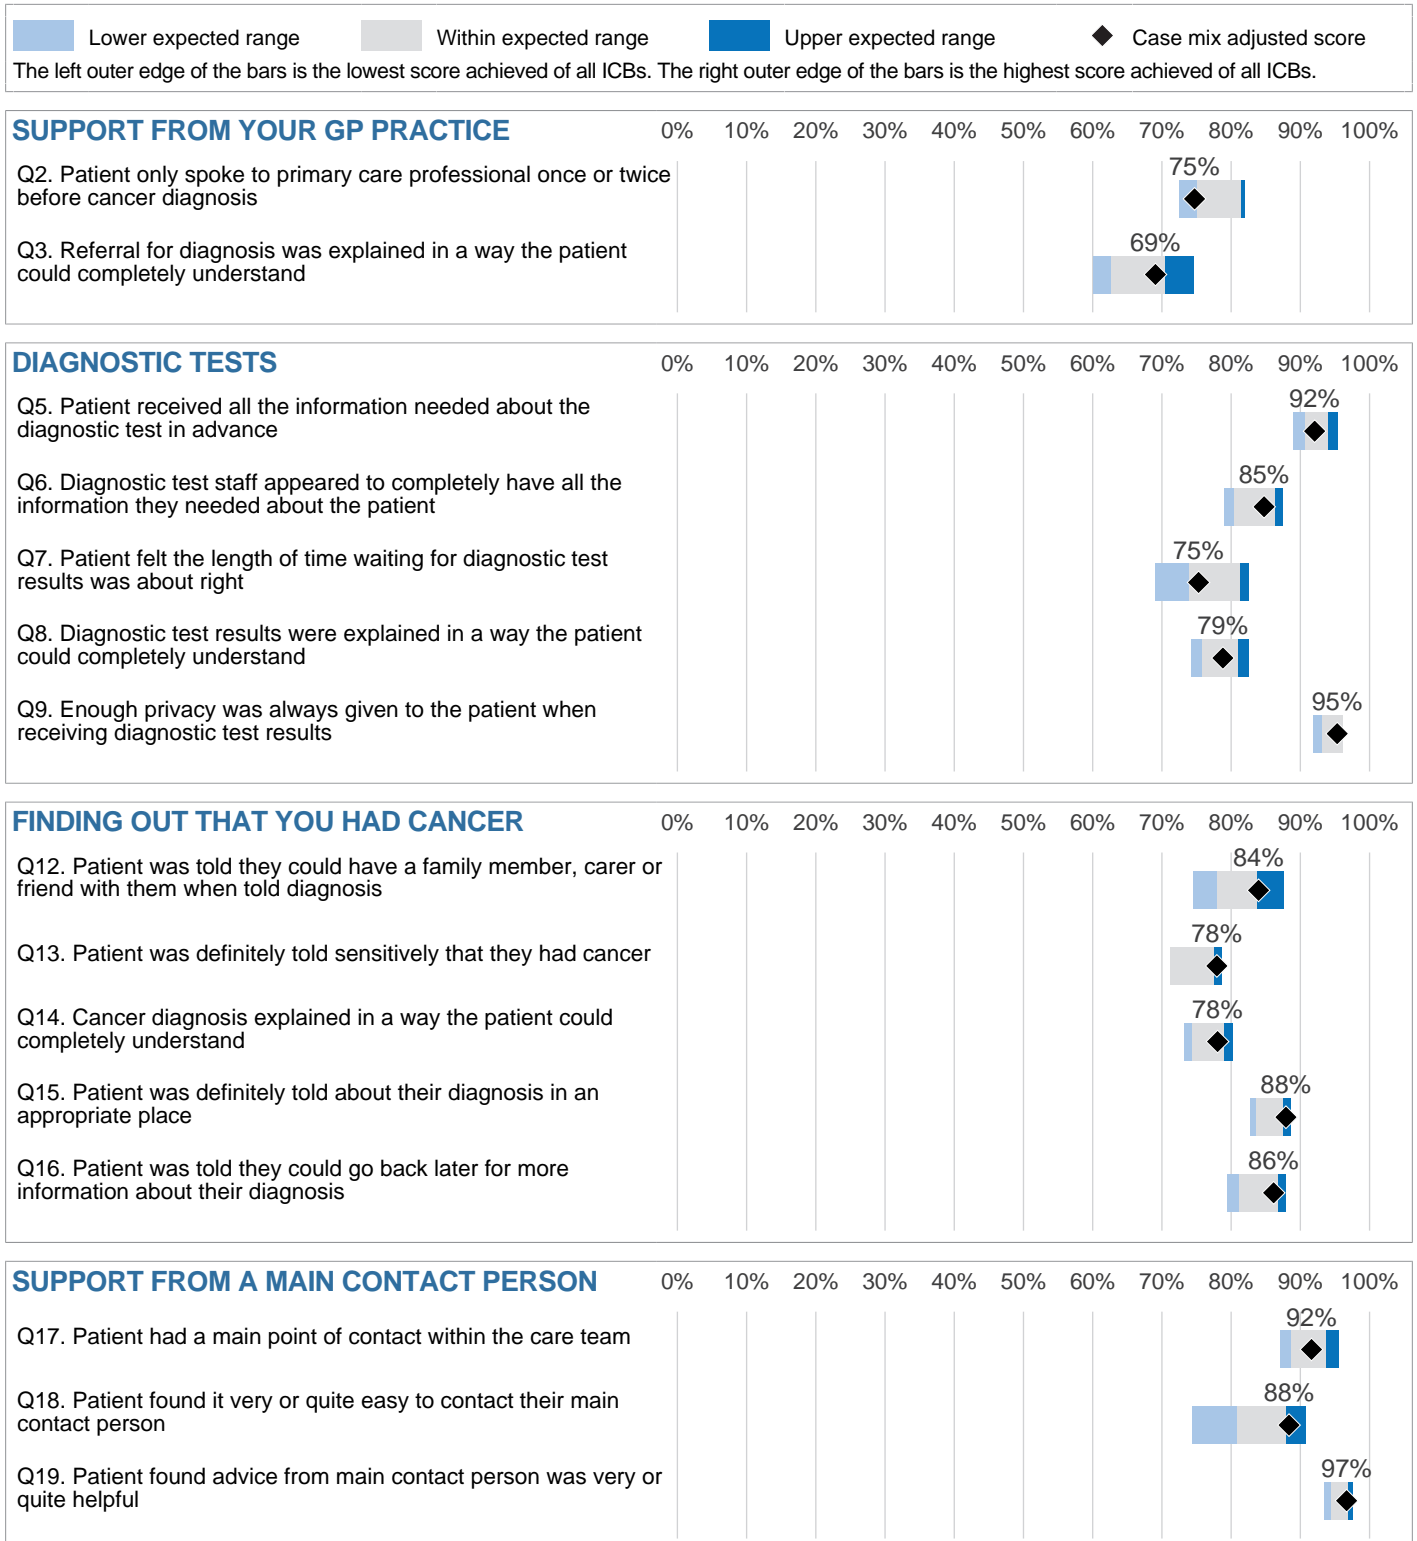 Lower expected range Within expected range Upper expected range Case mix adjusted score
The left outer edge of the bars is the lowest score achieved of all ICBs. The right outer edge of the bars is the highest score achieved of all ICBs.
SUPPORT FROM YOUR GP PRACTICE 0% 10% 20% 30% 40% 50% 60% 70% 80% 90% 100%
75%
Q2. Patient only spoke to primary care professional once or twice
before cancer diagnosis
69%
Q3. Referral for diagnosis was explained in a way the patient
could completely understand
DIAGNOSTIC TESTS 0% 10% 20% 30% 40% 50% 60% 70% 80% 90% 100%
92%
Q5. Patient received all the information needed about the
diagnostic test in advance
85%
Q6. Diagnostic test staff appeared to completely have all the
information they needed about the patient
75%
Q7. Patient felt the length of time waiting for diagnostic test
results was about right
79%
Q8. Diagnostic test results were explained in a way the patient
could completely understand
95%
Q9. Enough privacy was always given to the patient when
receiving diagnostic test results
FINDING OUT THAT YOU HAD CANCER 0% 10% 20% 30% 40% 50% 60% 70% 80% 90% 100%
84%
Q12. Patient was told they could have a family member, carer or
friend with them when told diagnosis
78%
Q13. Patient was definitely told sensitively that they had cancer
78%
Q14. Cancer diagnosis explained in a way the patient could
completely understand
88%
Q15. Patient was definitely told about their diagnosis in an
appropriate place
86%
Q16. Patient was told they could go back later for more
information about their diagnosis
SUPPORT FROM A MAIN CONTACT PERSON 0% 10% 20% 30% 40% 50% 60% 70% 80% 90% 100%
92%
Q17. Patient had a main point of contact within the care team
88%
Q18. Patient found it very or quite easy to contact their main
contact person
97%
Q19. Patient found advice from main contact person was very or
quite helpful